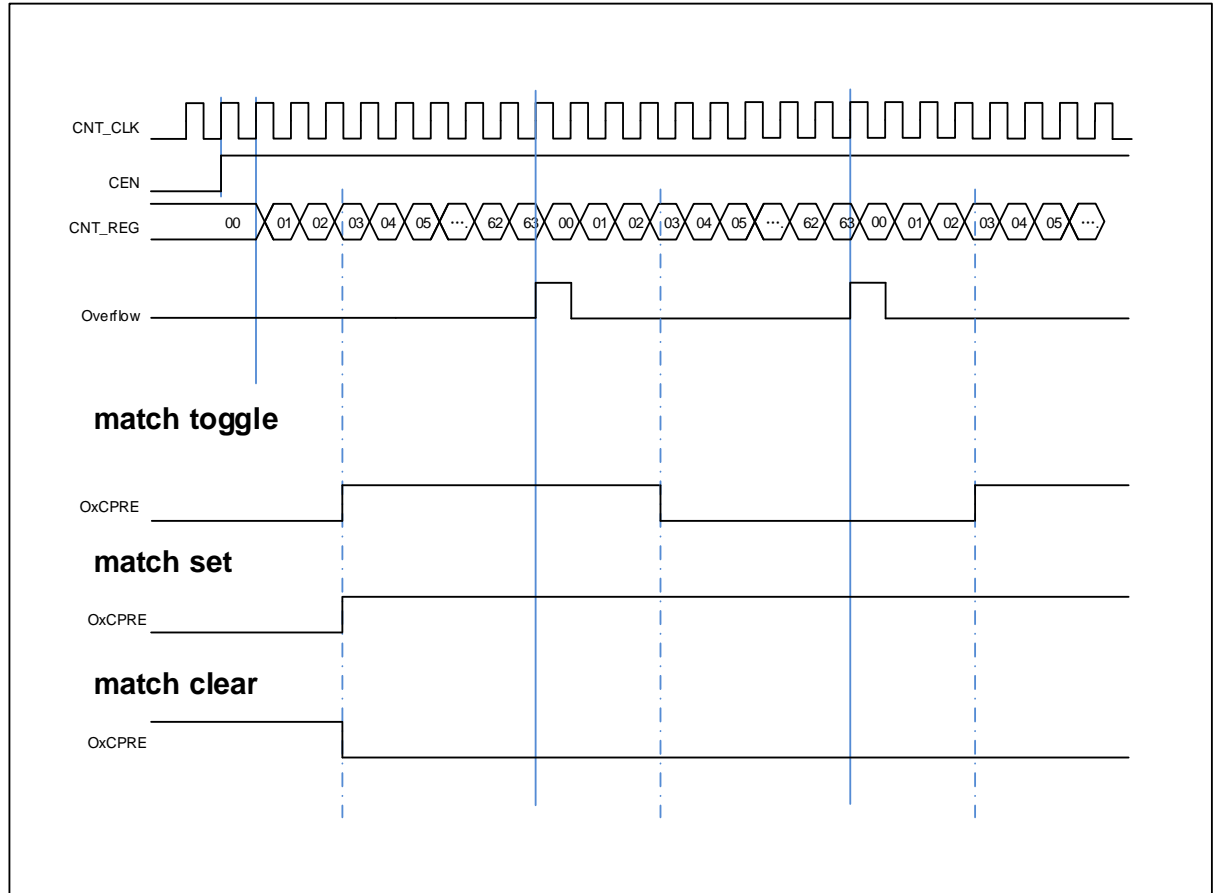 CNT_CLK
CEN
CNT_REG 00 01 02 03 04 05 .... 62 63 00 01 02 03 04 05 .... 62 63 00 01 02 03 04 05 ....
Overflow
match toggle
OxCPRE
match set
OxCPRE
match clear
OxCPRE